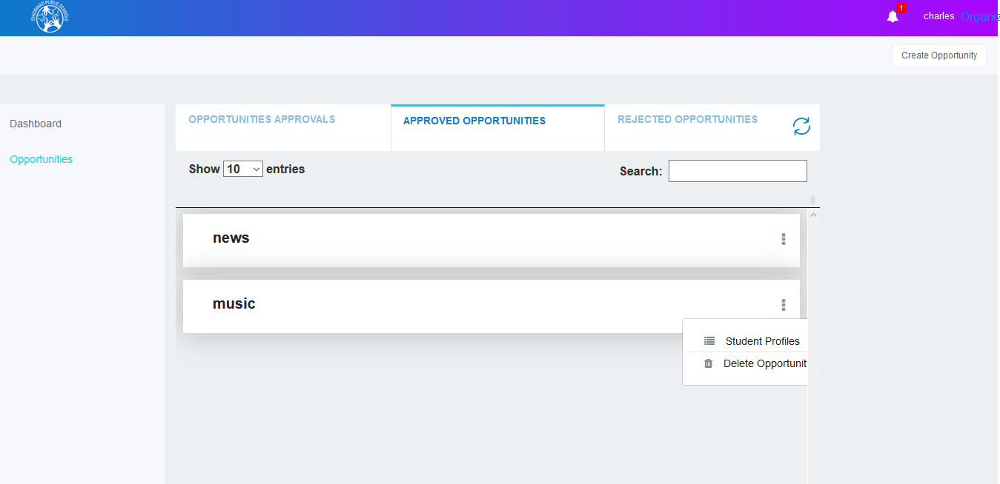 CINCINNATI PUBLIC SCHOOLS
1
charles Organiz
Create Opportunity
Dashboard
Opportunities
OPPORTUNITIES APPROVALS
APPROVED OPPORTUNITIES
REJECTED OPPORTUNITIES
Show 10 entries
Search:
news
music
Student Profiles
Delete Opportunit